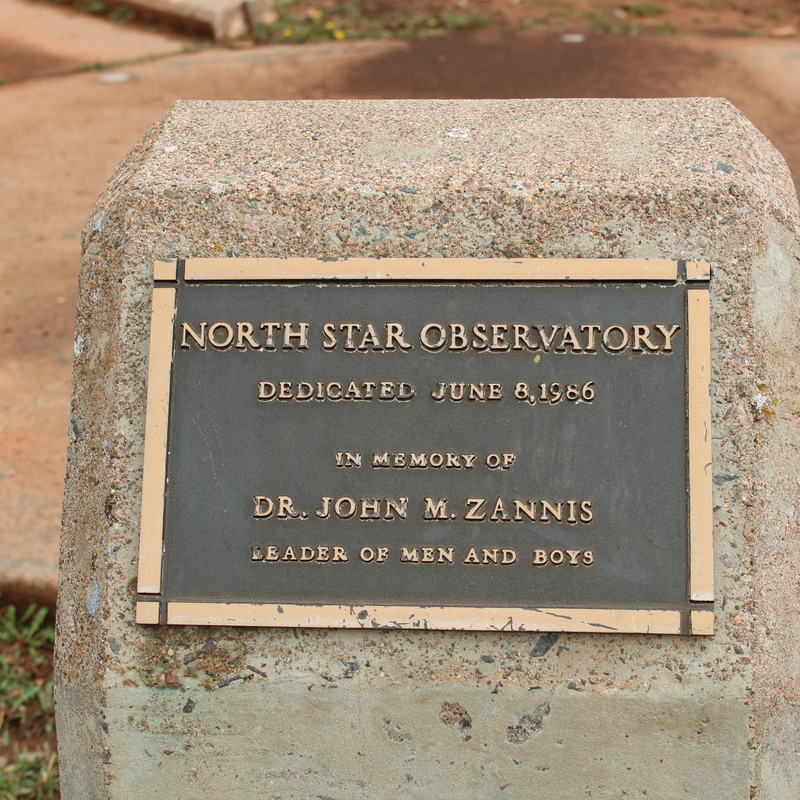 NORTH STAR OBSERVATORY
DEDICATED JUNE 8,1986
IN MEMORY OF
DR. JOHN M. ZANNIS
LEADER OF MEN AND BOYS